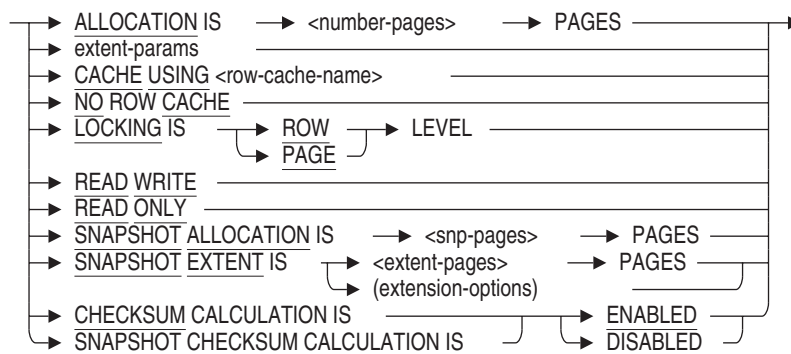 ALLOCATION IS <number-pages> PAGES
extent-params
CACHE USING <row-cache-name>
NO ROW CACHE
LOCKING IS ROW LEVEL
PAGE
READ WRITE
READ ONLY
SNAPSHOT ALLOCATION IS <snp-pages> PAGES
SNAPSHOT EXTENT IS <extent-pages> PAGES
(extension-options)
CHECKSUM CALCULATION IS ENABLED
SNAPSHOT CHECKSUM CALCULATION IS DISABLED